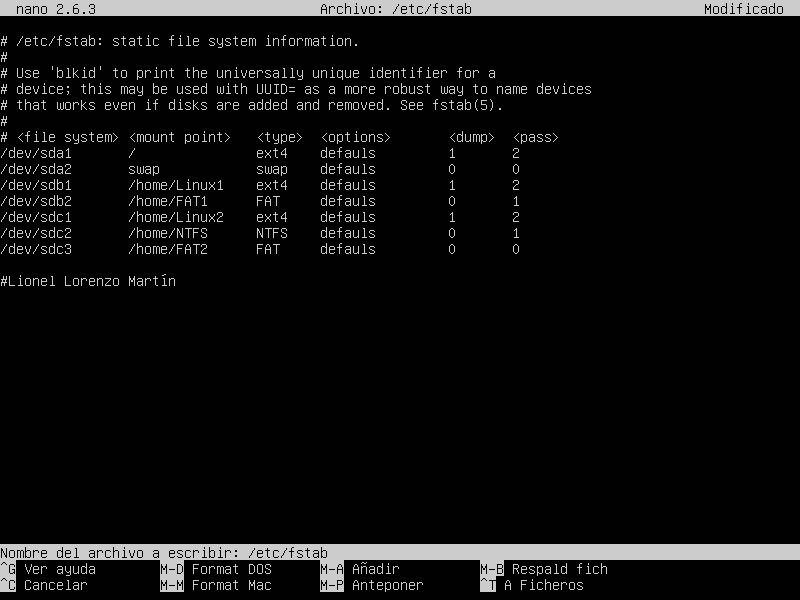 nano 2.6.3 Archivo: /etc/fstab Modificado
# /etc/fstab: static file system information.
#
# Use 'blkid' to print the universally unique identifier for a
# device; this may be used with UUID= as a more robust way to name devices
# that works even if disks are added and removed. See fstab(5).
#
# <file system> <mount point> <type> <options> <dump> <pass>
/dev/sda1 / ext4 defauls 1 2
/dev/sda2 swap swap defauls 0 0
/dev/sdb1 /home/Linux1 ext4 defauls 1 2
/dev/sdb2 /home/FAT1 FAT defauls 0 1
/dev/sdc1 /home/Linux2 ext4 defauls 1 2
/dev/sdc2 /home/NTFS NTFS defauls 0 1
/dev/sdc3 /home/FAT2 FAT defauls 0 0
#Lionel Lorenzo Martín
Nombre del archivo a escribir: /etc/fstab
^G Ver ayuda M-D Format DOS M-A Añadir M-B Respald fich
^C Cancelar M-M Format Mac M-P Anteponer ^T A Ficheros